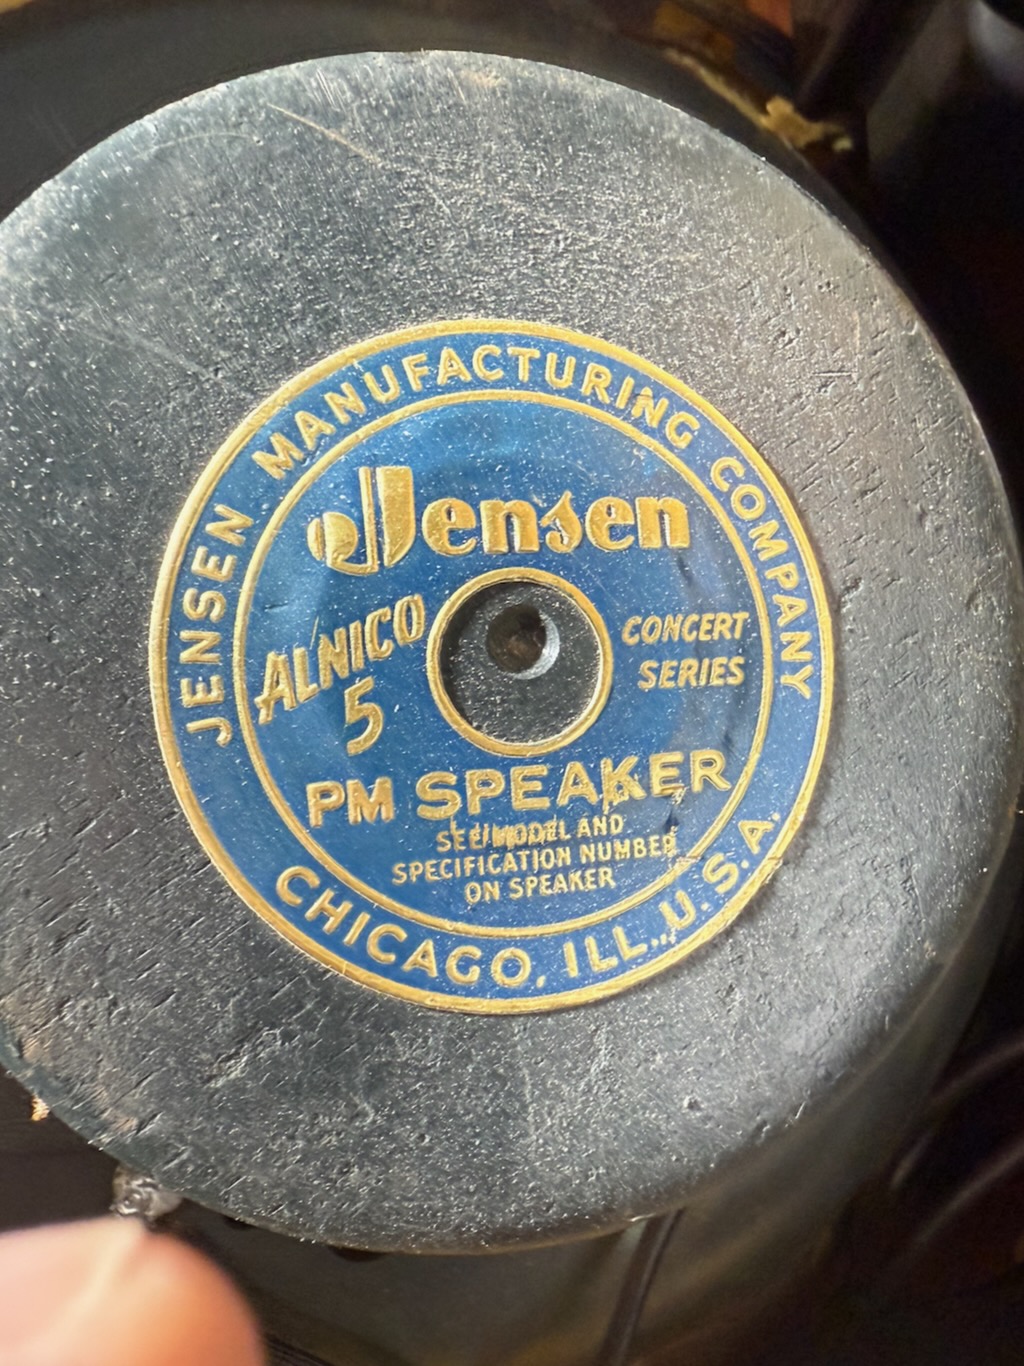 JENSEN MANUFACTURING COMPANY
Jensen
ALNICO
5
CONCERT
SERIES
PM SPEAKER
SEE MODEL AND
SPECIFICATION NUMBER
ON SPEAKER
CHICAGO, ILL., U.S.A.